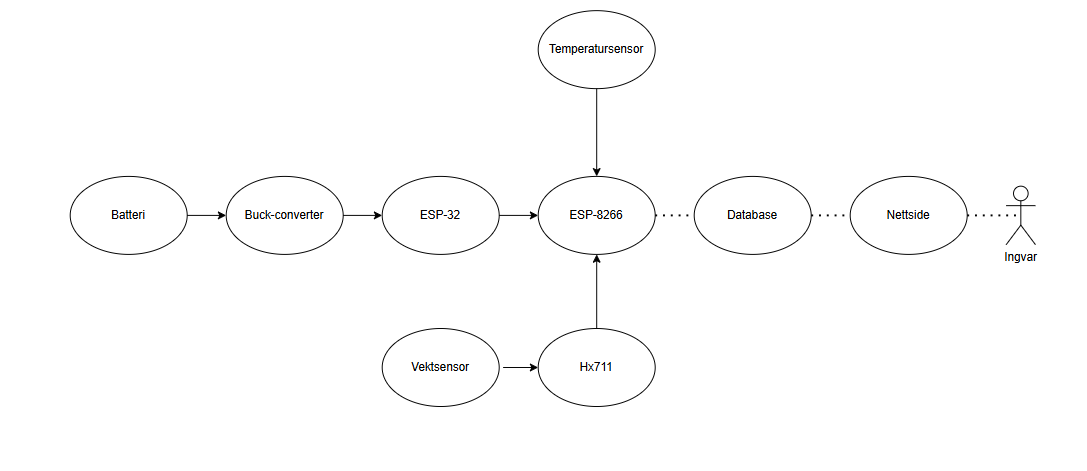 Temperatursensor
Batteri
Buck-converter
ESP-32
ESP-8266
Database
Nettside
Ingvar
Vektsensor
Hx711